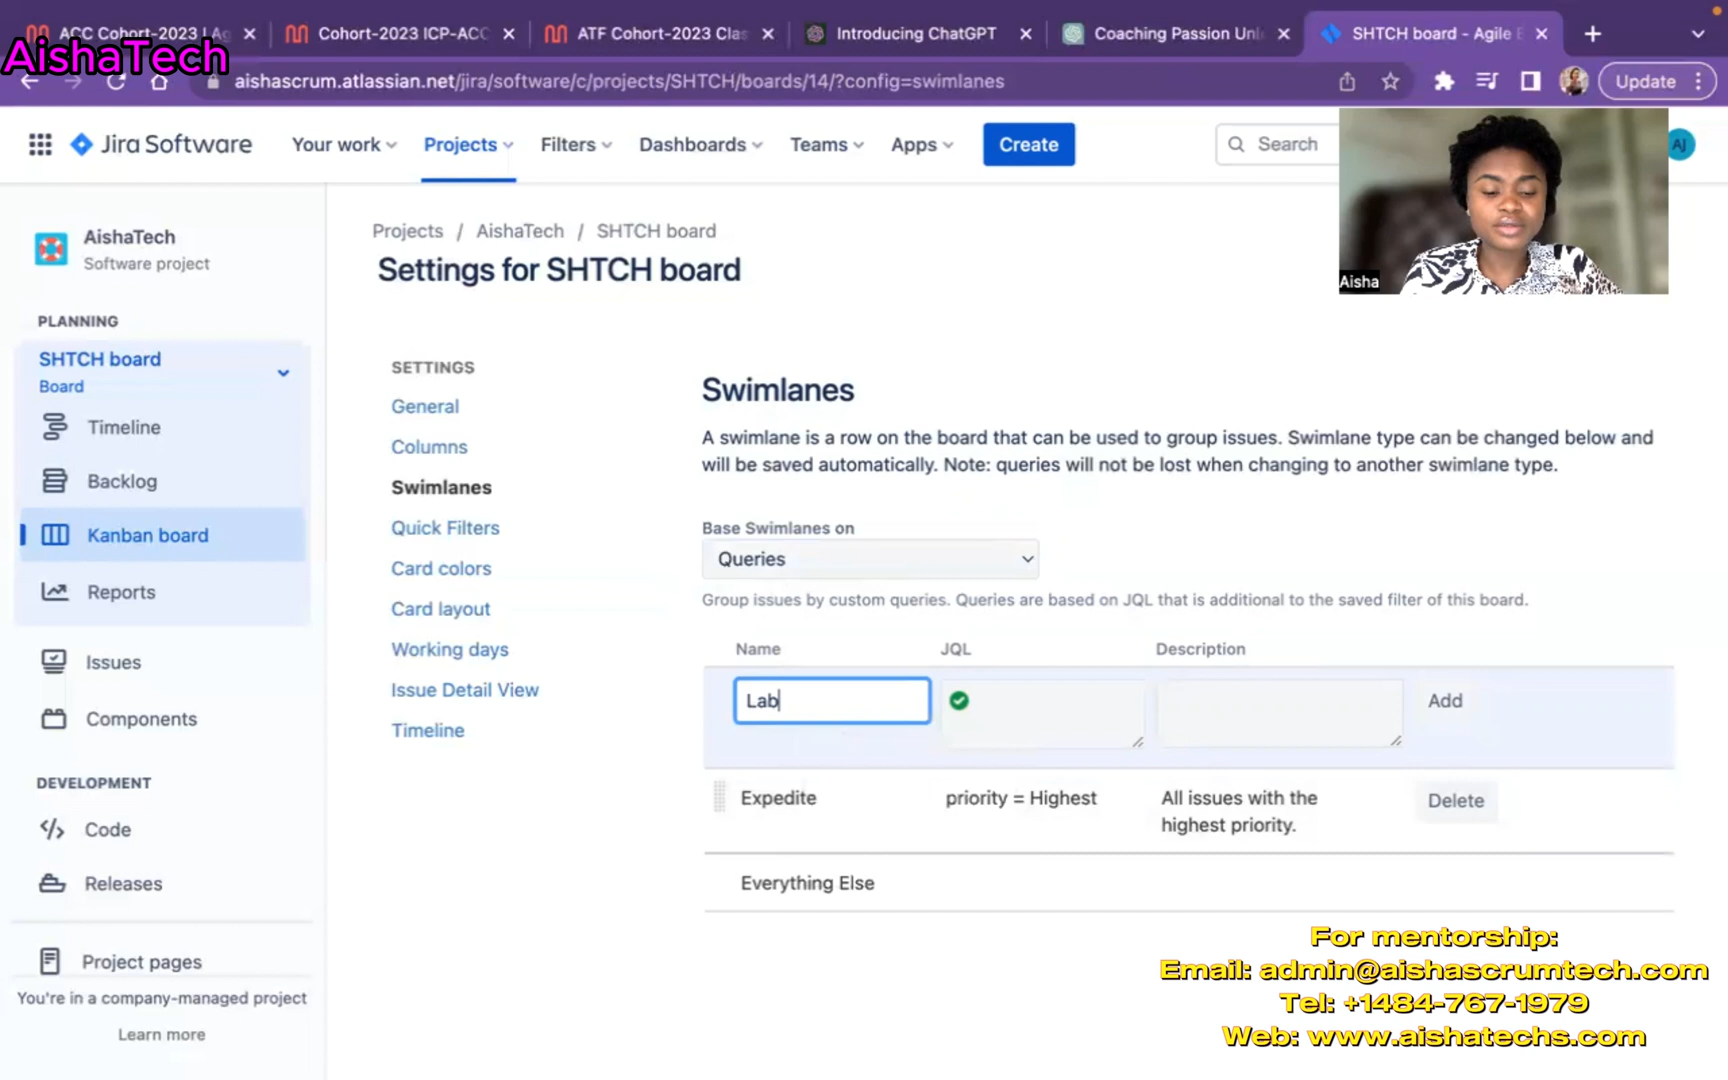 ACC Cohort-2023 | Ag
Cohort-2023 ICP-ACC
ATF Cohort-2023 Clas
Introducing ChatGPT
Coaching Passion Unl
SHTCH board - Agile B
AishaTech
aishascrum.atlassian.net/jira/software/c/projects/SHTCH/boards/14/?config=swimlanes
Update
Jira Software
Your work
Projects
Filters
Dashboards
Teams
Apps
Create
Search
AJ
Aisha
AishaTech
Software project
PLANNING
SHTCH board
Board
Timeline
Backlog
Kanban board
Reports
Issues
Components
DEVELOPMENT
Code
Releases
Project pages
You're in a company-managed project
Learn more
Projects / AishaTech / SHTCH board
Settings for SHTCH board
SETTINGS
General
Columns
Swimlanes
Quick Filters
Card colors
Card layout
Working days
Issue Detail View
Timeline
Swimlanes
A swimlane is a row on the board that can be used to group issues. Swimlane type can be changed below and
will be saved automatically. Note: queries will not be lost when changing to another swimlane type.
Base Swimlanes on
Queries
Group issues by custom queries. Queries are based on JQL that is additional to the saved filter of this board.
Name JQL Description
Lab Add
Expedite priority = Highest All issues with the
highest priority. Delete
Everything Else
For mentorship:
Email: admin@aishascrumtech.com
Tel: +1484-767-1979
Web: www.aishatechs.com